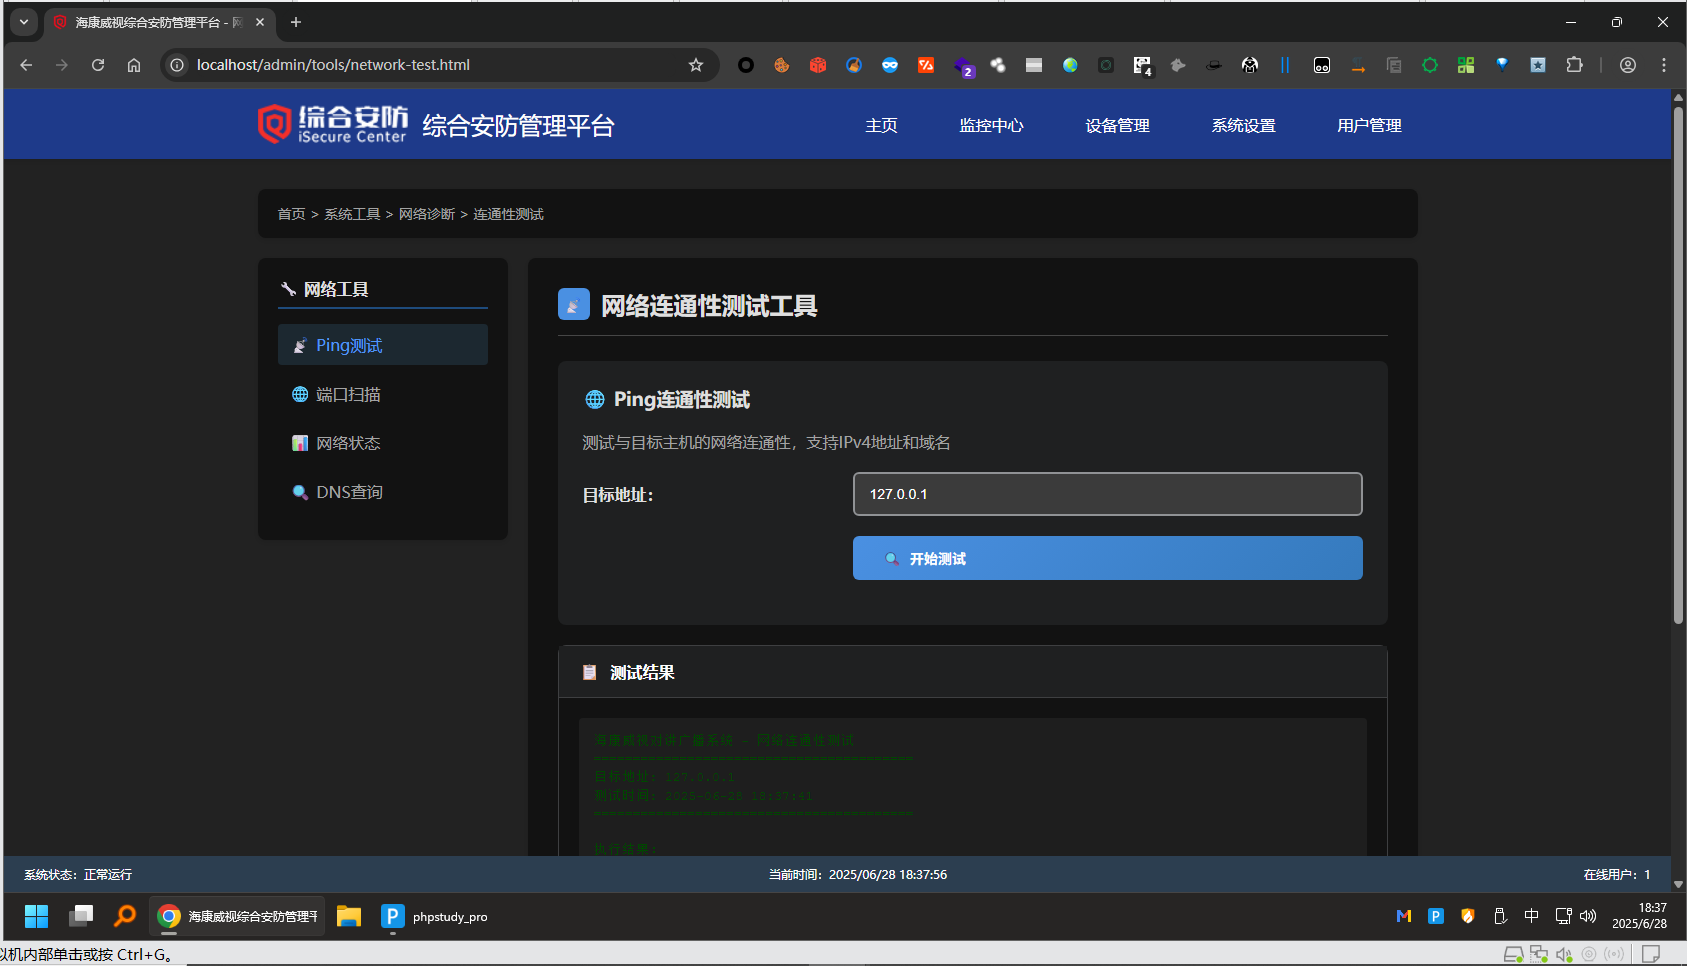 海康威视综合安防管理平台 - 网
localhost/admin/tools/network-test.html
2
4
综合安防
iSecure Center
综合安防管理平台
主页
监控中心
设备管理
系统设置
用户管理
首页 > 系统工具 > 网络诊断 > 连通性测试
网络工具
Ping测试
端口扫描
网络状态
DNS查询
网络连通性测试工具
Ping连通性测试
测试与目标主机的网络连通性，支持IPv4地址和域名
目标地址：
127.0.0.1
开始测试
测试结果
海康威视对讲广播系统 - 网络连通性测试
========================================
目标地址: 127.0.0.1
测试时间: 2025-06-28 18:37:41
========================================
执行结果:
系统状态：正常运行
当前时间：2025/06/28 18:37:56
在线用户：1
海康威视综合安防管理平
phpstudy_pro
中
18:37
2025/6/28
以机内部单击或按 Ctrl+G。